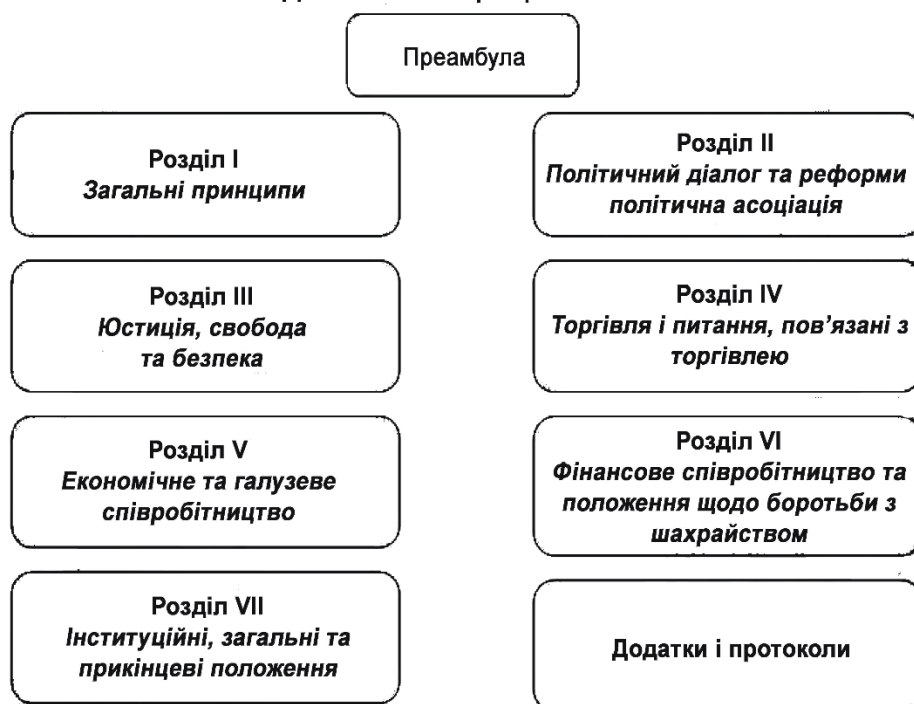 Преамбула
Розділ I
Загальні принципи
Розділ II
Політичний діалог та реформи
політична асоціація
Розділ III
Юстиція, свобода
та безпека
Розділ IV
Торгівля і питання, пов’язані з
торгівлею
Розділ V
Економічне та галузеве
співробітництво
Розділ VI
Фінансове співробітництво та
положення щодо боротьби з
шахрайством
Розділ VII
Інституційні, загальні та
прикінцеві положення
Додатки і протоколи